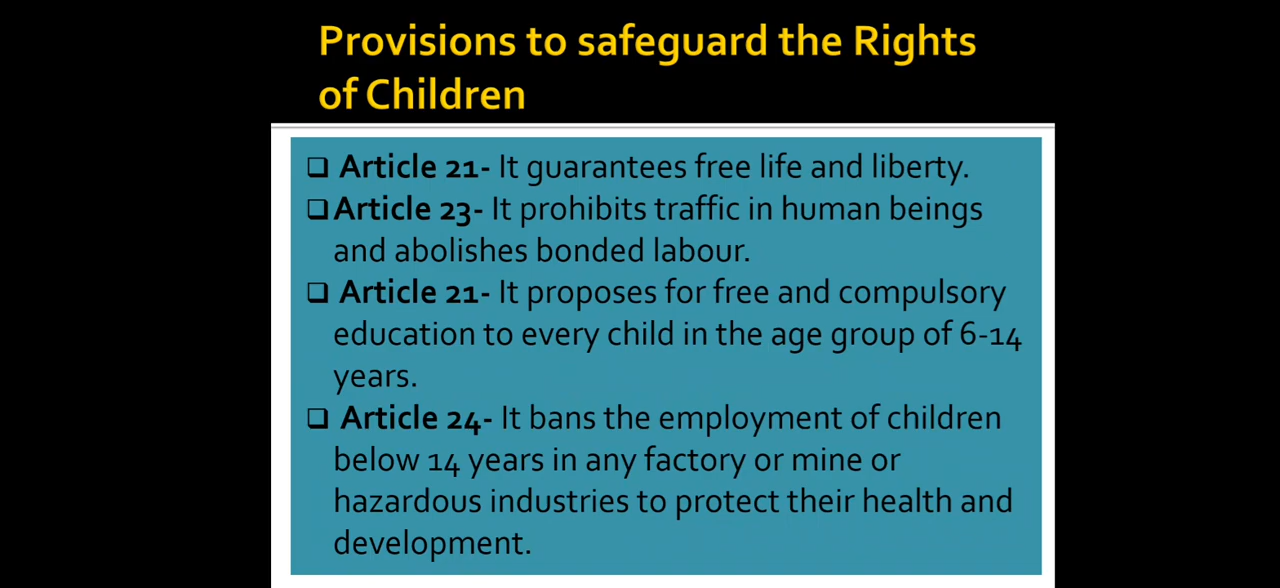 Provisions to safeguard the Rights
of Children
❑ Article 21- It guarantees free life and liberty.
❑ Article 23- It prohibits traffic in human beings
and abolishes bonded labour.
❑ Article 21- It proposes for free and compulsory
education to every child in the age group of 6-14
years.
❑ Article 24- It bans the employment of children
below 14 years in any factory or mine or
hazardous industries to protect their health and
development.